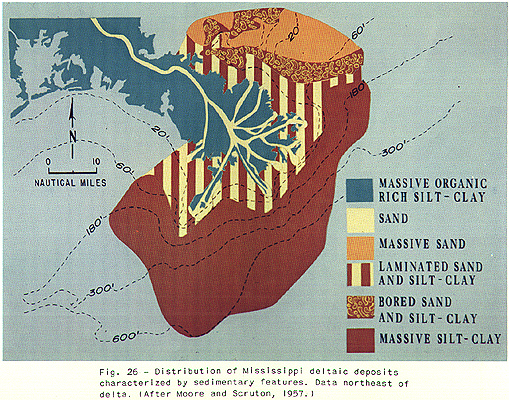 20'
60'
180'
20'
N
0 10
NAUTICAL MILES
60'
300'
180'
300'
600'
MASSIVE ORGANIC
RICH SILT-CLAY
SAND
MASSIVE SAND
LAMINATED SAND
AND SILT-CLAY
BORED SAND
AND SILT-CLAY
MASSIVE SILT-CLAY
Fig. 26 - Distribution of Mississippi deltaic deposits
characterized by sedimentary features. Data northeast of
delta. (After Moore and Scruton, 1957.)